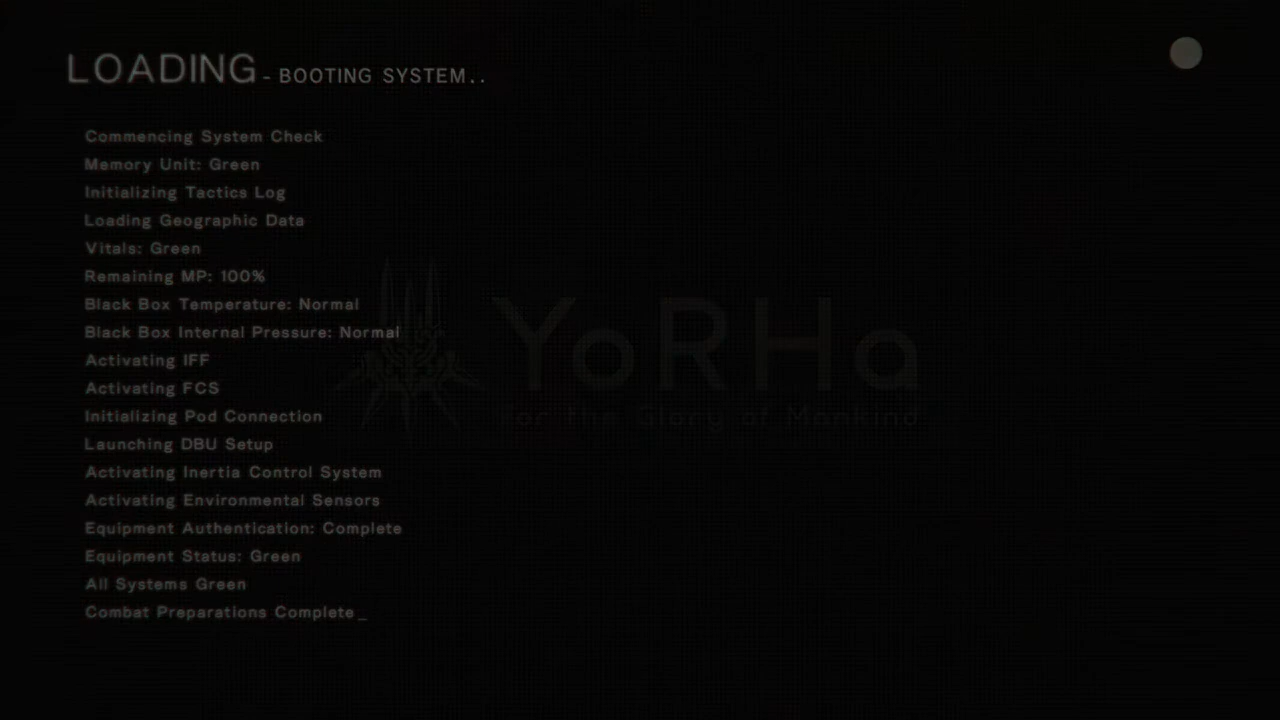 LOADING - BOOTING SYSTEM..
Commencing System Check
Memory Unit: Green
Initializing Tactics Log
Loading Geographic Data
Vitals: Green
Remaining MP: 100%
Black Box Temperature: Normal
Black Box Internal Pressure: Normal
Activating IFF
Activating FCS
Initializing Pod Connection
Launching DBU Setup
Activating Inertia Control System
Activating Environmental Sensors
Equipment Authentication: Complete
Equipment Status: Green
All Systems Green
Combat Preparations Complete_
YoRHa
For the Glory of Mankind